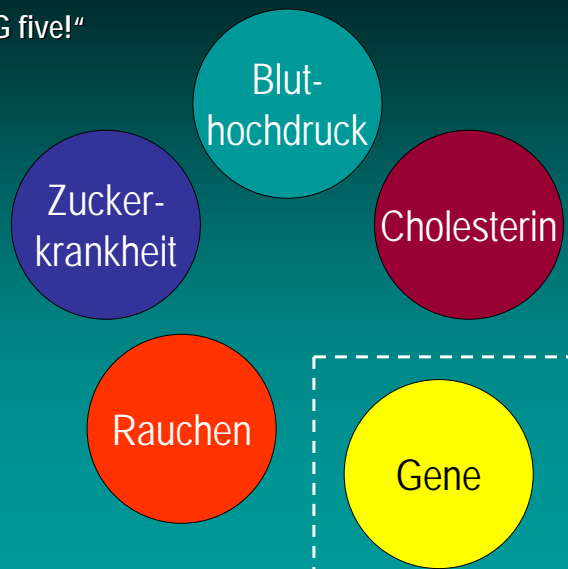 G five!“
Blut-
hochdruck
Zucker-
krankheit
Cholesterin
Rauchen
Gene